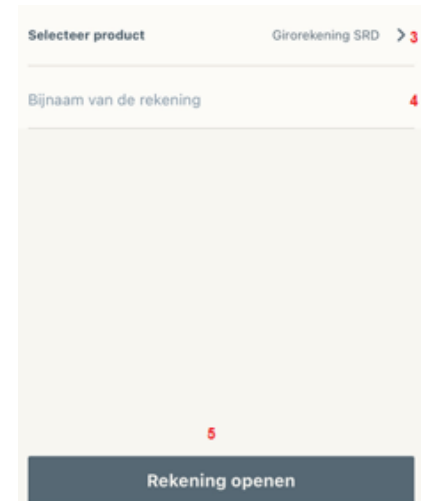 Selecteer product Girorekening SRD > 3
Bijnaam van de rekening 4
5
Rekening openen